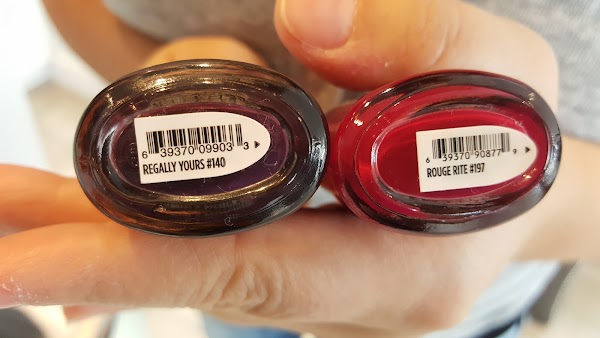 6 39370 09903 3
REGALLY YOURS #140
6 39370 90877 9
ROUGE RITE #197